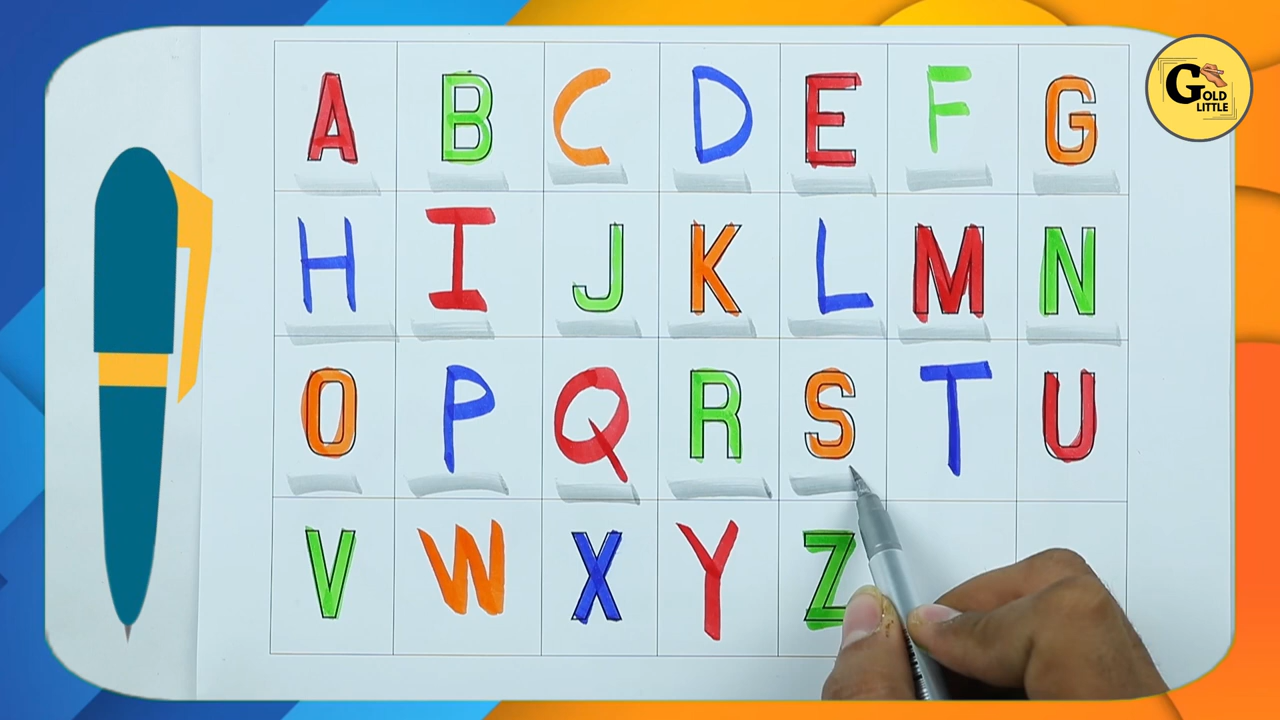 A B C D E F G
H I J K L M N
O P Q R S T U
V W X Y Z
GOLD
LITTLE